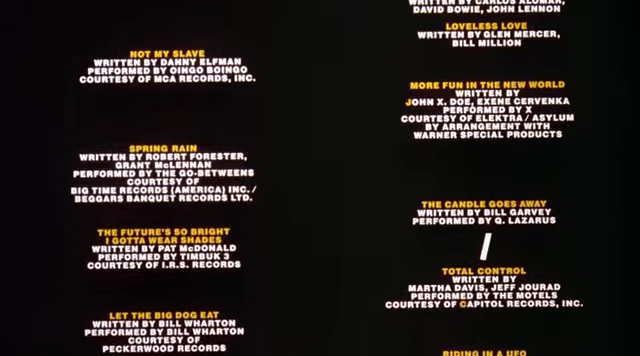 NOT MY SLAVE
WRITTEN BY DANNY ELFMAN
PERFORMED BY OINGO BOINGO
COURTESY OF MCA RECORDS, INC.
SPRING RAIN
WRITTEN BY ROBERT FORESTER,
GRANT McLENNAN
PERFORMED BY THE GO-BETWEENS
COURTESY OF
BIG TIME RECORDS (AMERICA) INC./
BEGGARS BANQUET RECORDS LTD.
THE FUTURE'S SO BRIGHT
I GOTTA WEAR SHADES
WRITTEN BY PAT McDONALD
PERFORMED BY TIMBUK 3
COURTESY OF I.R.S. RECORDS
LET THE BIG DOG EAT
WRITTEN BY BILL WHARTON
PERFORMED BY BILL WHARTON
COURTESY OF
PECKERWOOD RECORDS
WRITTEN BY CARLOS ALOMAR,
DAVID BOWIE, JOHN LENNON
LOVELESS LOVE
WRITTEN BY GLEN MERCER,
BILL MILLION
MORE FUN IN THE NEW WORLD
WRITTEN BY
JOHN X. DOE, EXENE CERVENKA
PERFORMED BY X
COURTESY OF ELEKTRA / ASYLUM
BY ARRANGEMENT WITH
WARNER SPECIAL PRODUCTS
THE CANDLE GOES AWAY
WRITTEN BY BILL GARVEY
PERFORMED BY Q. LAZARUS
/
TOTAL CONTROL
WRITTEN BY
MARTHA DAVIS, JEFF JOURAD
PERFORMED BY THE MOTELS
COURTESY OF CAPITOL RECORDS, INC.
RIDING IN A UFO